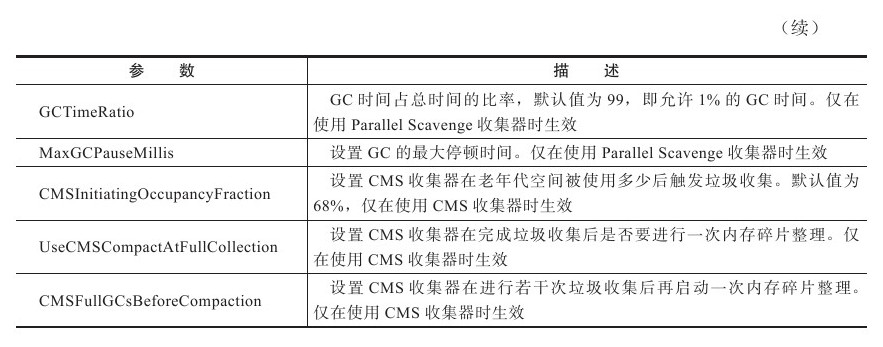 （续）
参 数 描 述
GCTimeRatio GC 时间占总时间的比率，默认值为 99，即允许 1% 的 GC 时间。仅在
使用 Parallel Scavenge 收集器时生效
MaxGCPauseMillis 设置 GC 的最大停顿时间。仅在使用 Parallel Scavenge 收集器时生效
CMSInitiatingOccupancyFraction 设置 CMS 收集器在老年代空间被使用多少后触发垃圾收集。默认值为
68%，仅在使用 CMS 收集器时生效
UseCMSCompactAtFullCollection 设置 CMS 收集器在完成垃圾收集后是否要进行一次内存碎片整理。仅
在使用 CMS 收集器时生效
CMSFullGCsBeforeCompaction 设置 CMS 收集器在进行若干次垃圾收集后再启动一次内存碎片整理。
仅在使用 CMS 收集器时生效